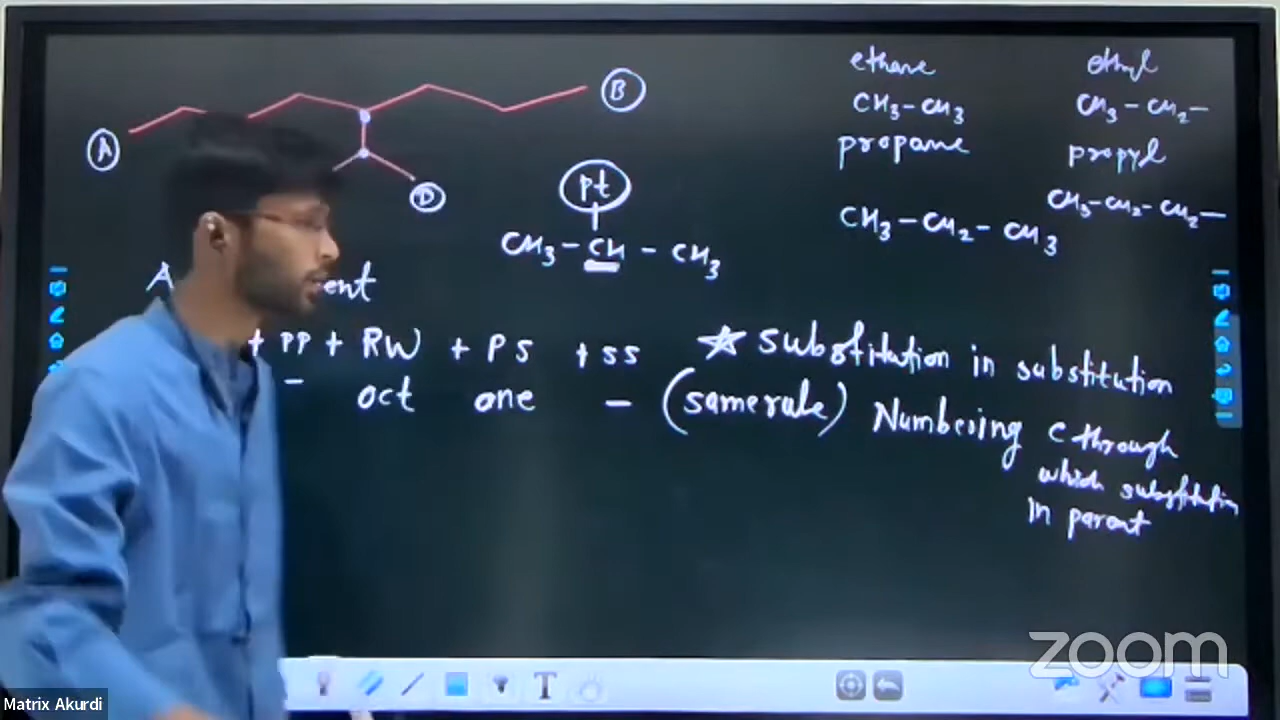 ethane ethyl
CH3-CH3 CH3-CH2-
propane propyl
CH3-CH2-CH3 CH3-CH2-CH2-
A B D
Pt
CH3-CH-CH3
A ent
+ PP + RW + PS + SS ☆ Substitution in substitution
- oct ane - (same rule) Numbering C through
which substitution
in parent
T
zoom
Matrix Akurdi